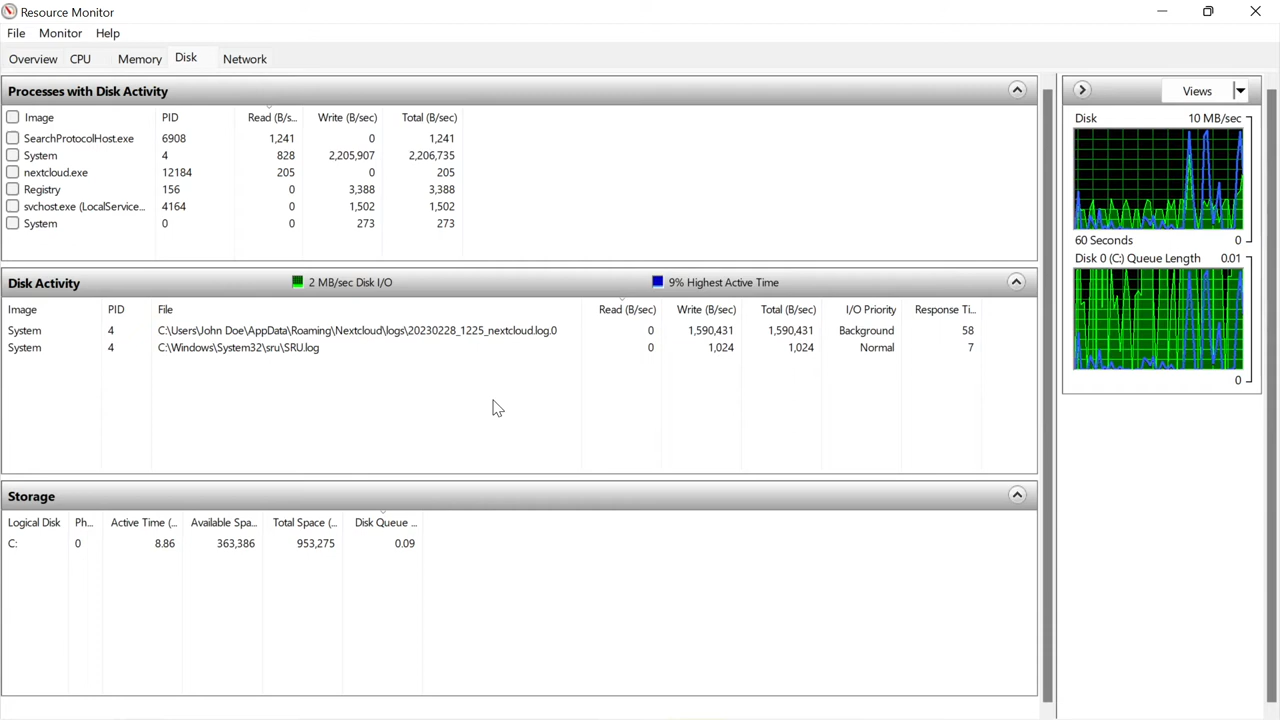 Resource Monitor
File Monitor Help
Overview CPU Memory Disk Network
Processes with Disk Activity
Image PID Read (B/s... Write (B/sec) Total (B/sec)
SearchProtocolHost.exe 6908 1,241 0 1,241
System 4 828 2,205,907 2,206,735
nextcloud.exe 12184 205 0 205
Registry 156 0 3,388 3,388
svchost.exe (LocalService... 4164 0 1,502 1,502
System 0 0 273 273
Disk Activity 2 MB/sec Disk I/O 9% Highest Active Time
Image PID File Read (B/sec) Write (B/sec) Total (B/sec) I/O Priority Response Ti...
System 4 C:\Users\John Doe\AppData\Roaming\Nextcloud\logs\20230228_1225_nextcloud.log.0 0 1,590,431 1,590,431 Background 58
System 4 C:\Windows\System32\sru\SRU.log 0 1,024 1,024 Normal 7
Storage
Logical Disk Ph... Active Time (... Available Spa... Total Space (... Disk Queue ...
C: 0 8.86 363,386 953,275 0.09
Views
Disk 10 MB/sec
60 Seconds 0
Disk 0 (C:) Queue Length 0.01
0